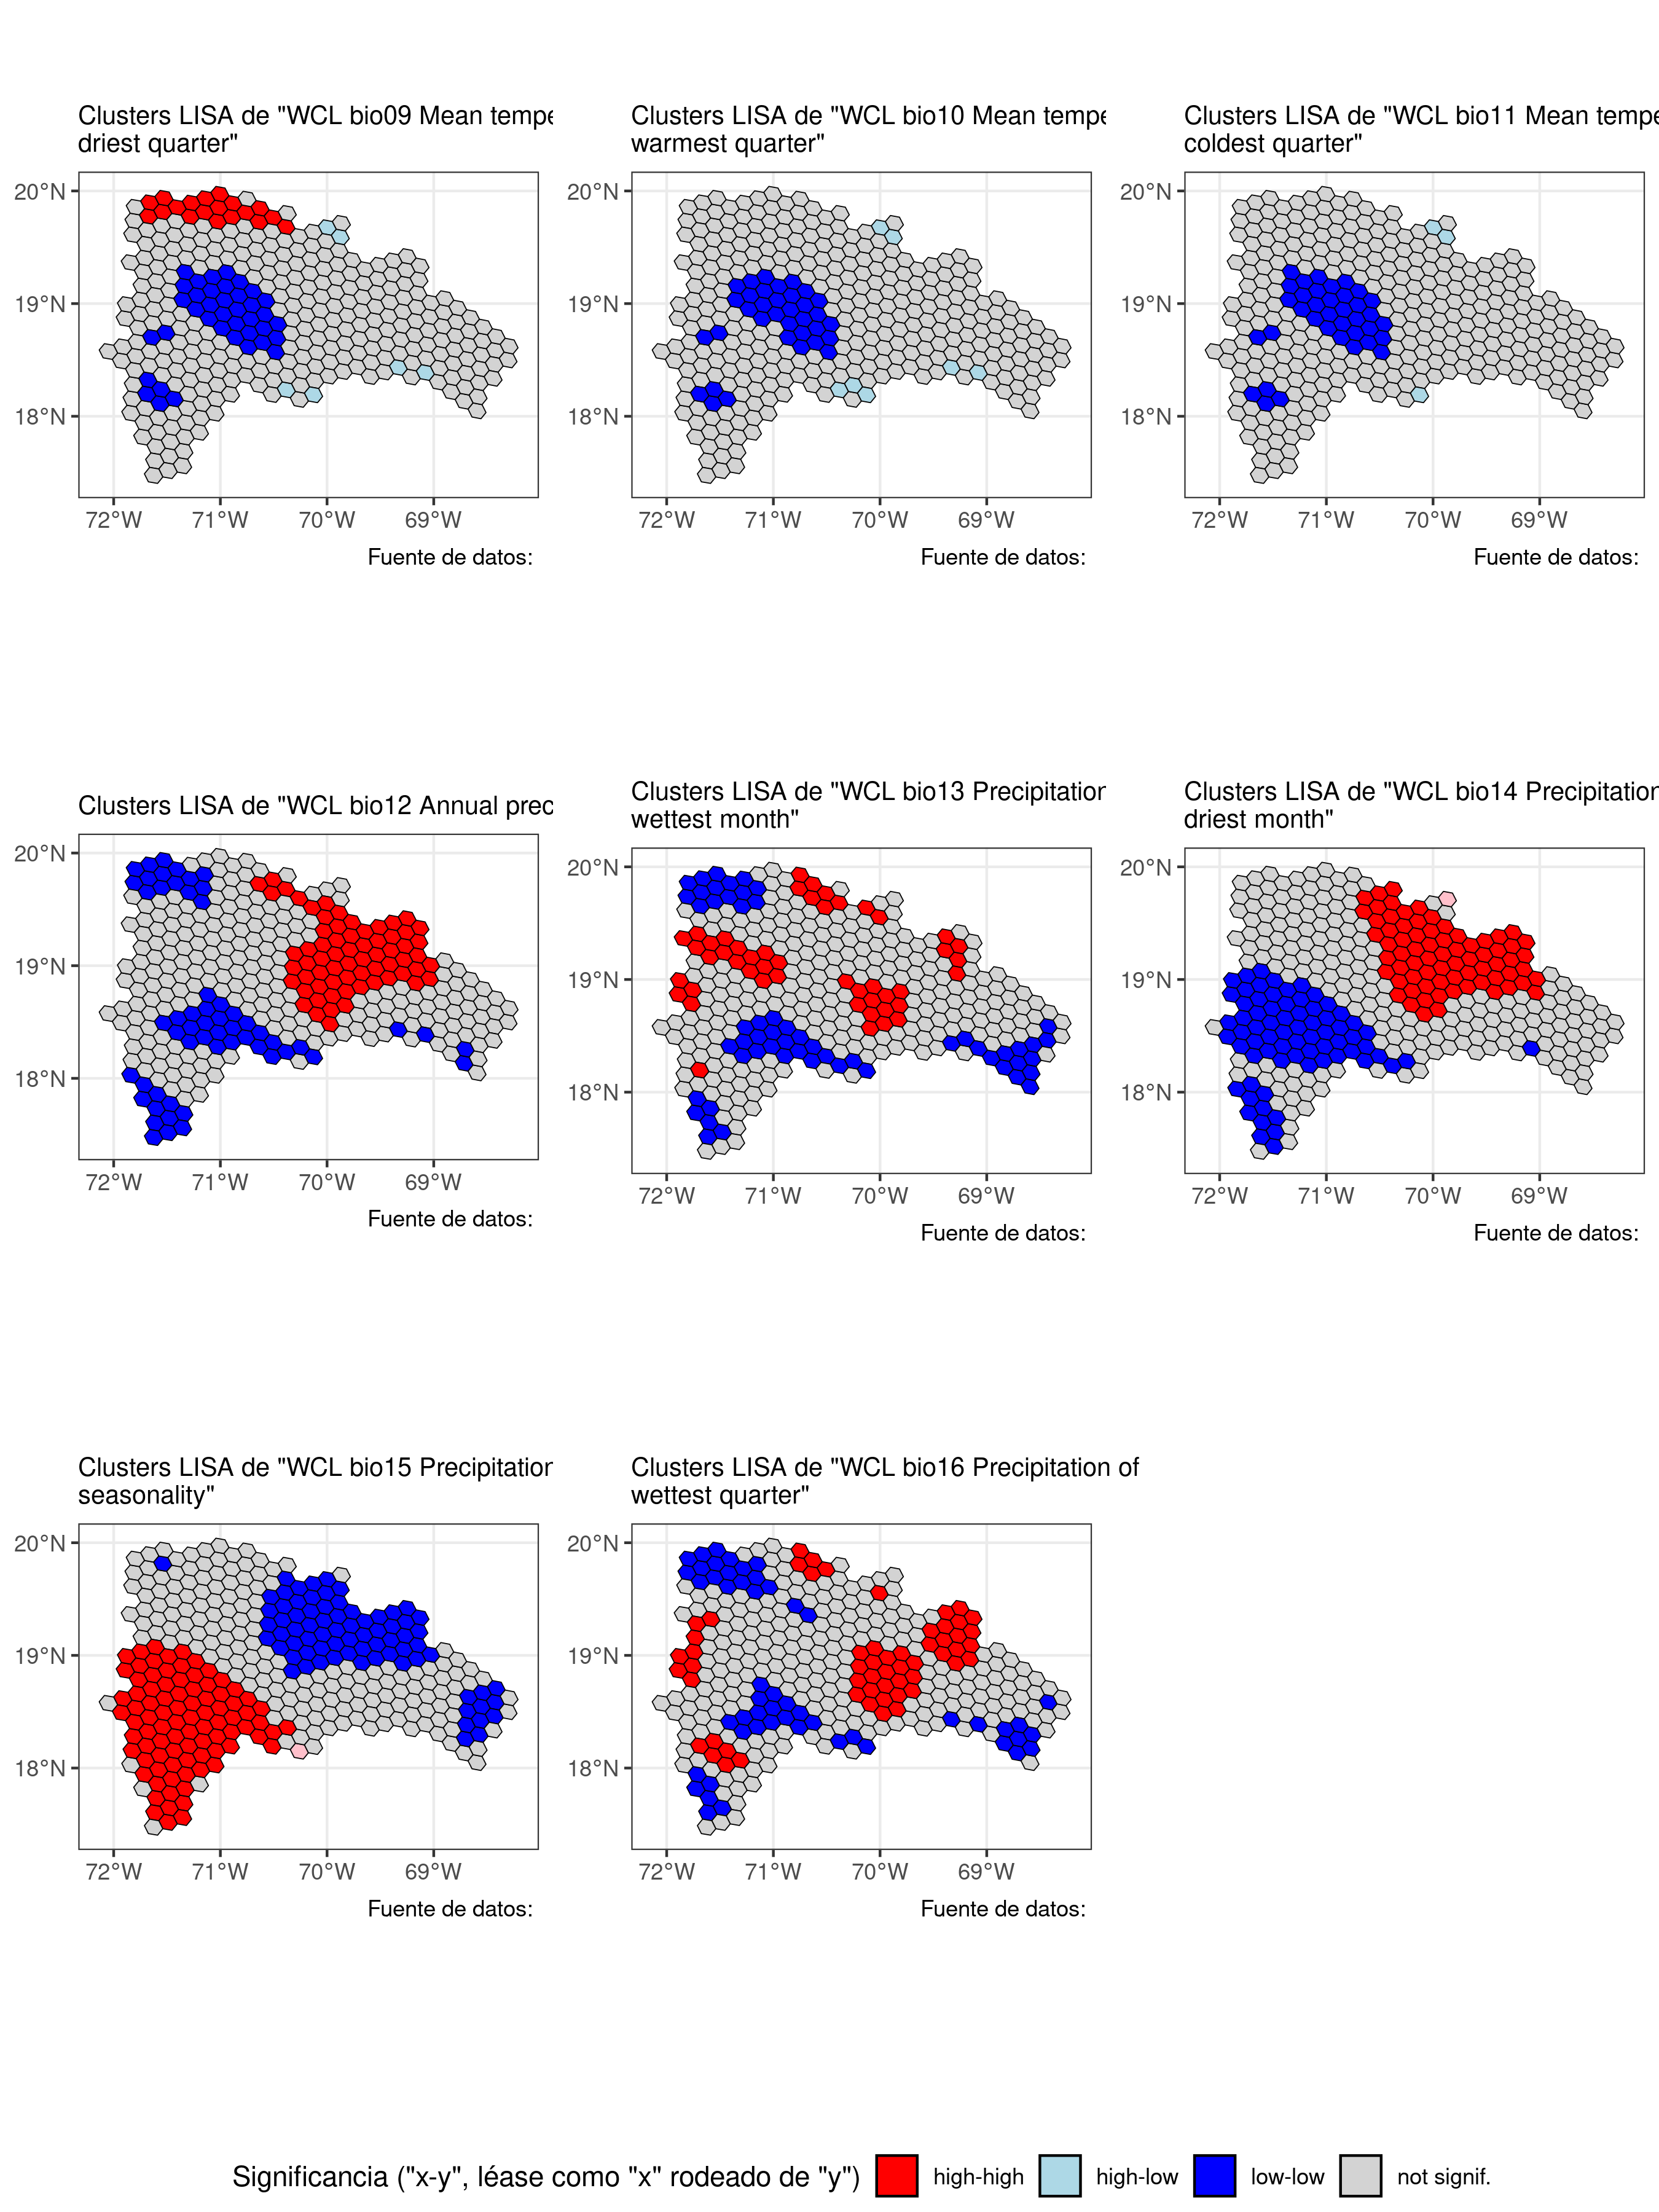 Clusters LISA de "WCL bio09 Mean tempe
driest quarter"
Clusters LISA de "WCL bio10 Mean tempe
warmest quarter"
Clusters LISA de "WCL bio11 Mean tempe
coldest quarter"
20°N
19°N
18°N
72°W 71°W 70°W 69°W
Fuente de datos:
20°N
19°N
18°N
72°W 71°W 70°W 69°W
Fuente de datos:
20°N
19°N
18°N
72°W 71°W 70°W 69°W
Fuente de datos:
Clusters LISA de "WCL bio12 Annual prec
Clusters LISA de "WCL bio13 Precipitation
wettest month"
Clusters LISA de "WCL bio14 Precipitation
driest month"
20°N
19°N
18°N
72°W 71°W 70°W 69°W
Fuente de datos:
20°N
19°N
18°N
72°W 71°W 70°W 69°W
Fuente de datos:
20°N
19°N
18°N
72°W 71°W 70°W 69°W
Fuente de datos:
Clusters LISA de "WCL bio15 Precipitation
seasonality"
Clusters LISA de "WCL bio16 Precipitation of
wettest quarter"
20°N
19°N
18°N
72°W 71°W 70°W 69°W
Fuente de datos:
20°N
19°N
18°N
72°W 71°W 70°W 69°W
Fuente de datos:
Significancia ("x-y", léase como "x" rodeado de "y") high-high high-low low-low not signif.